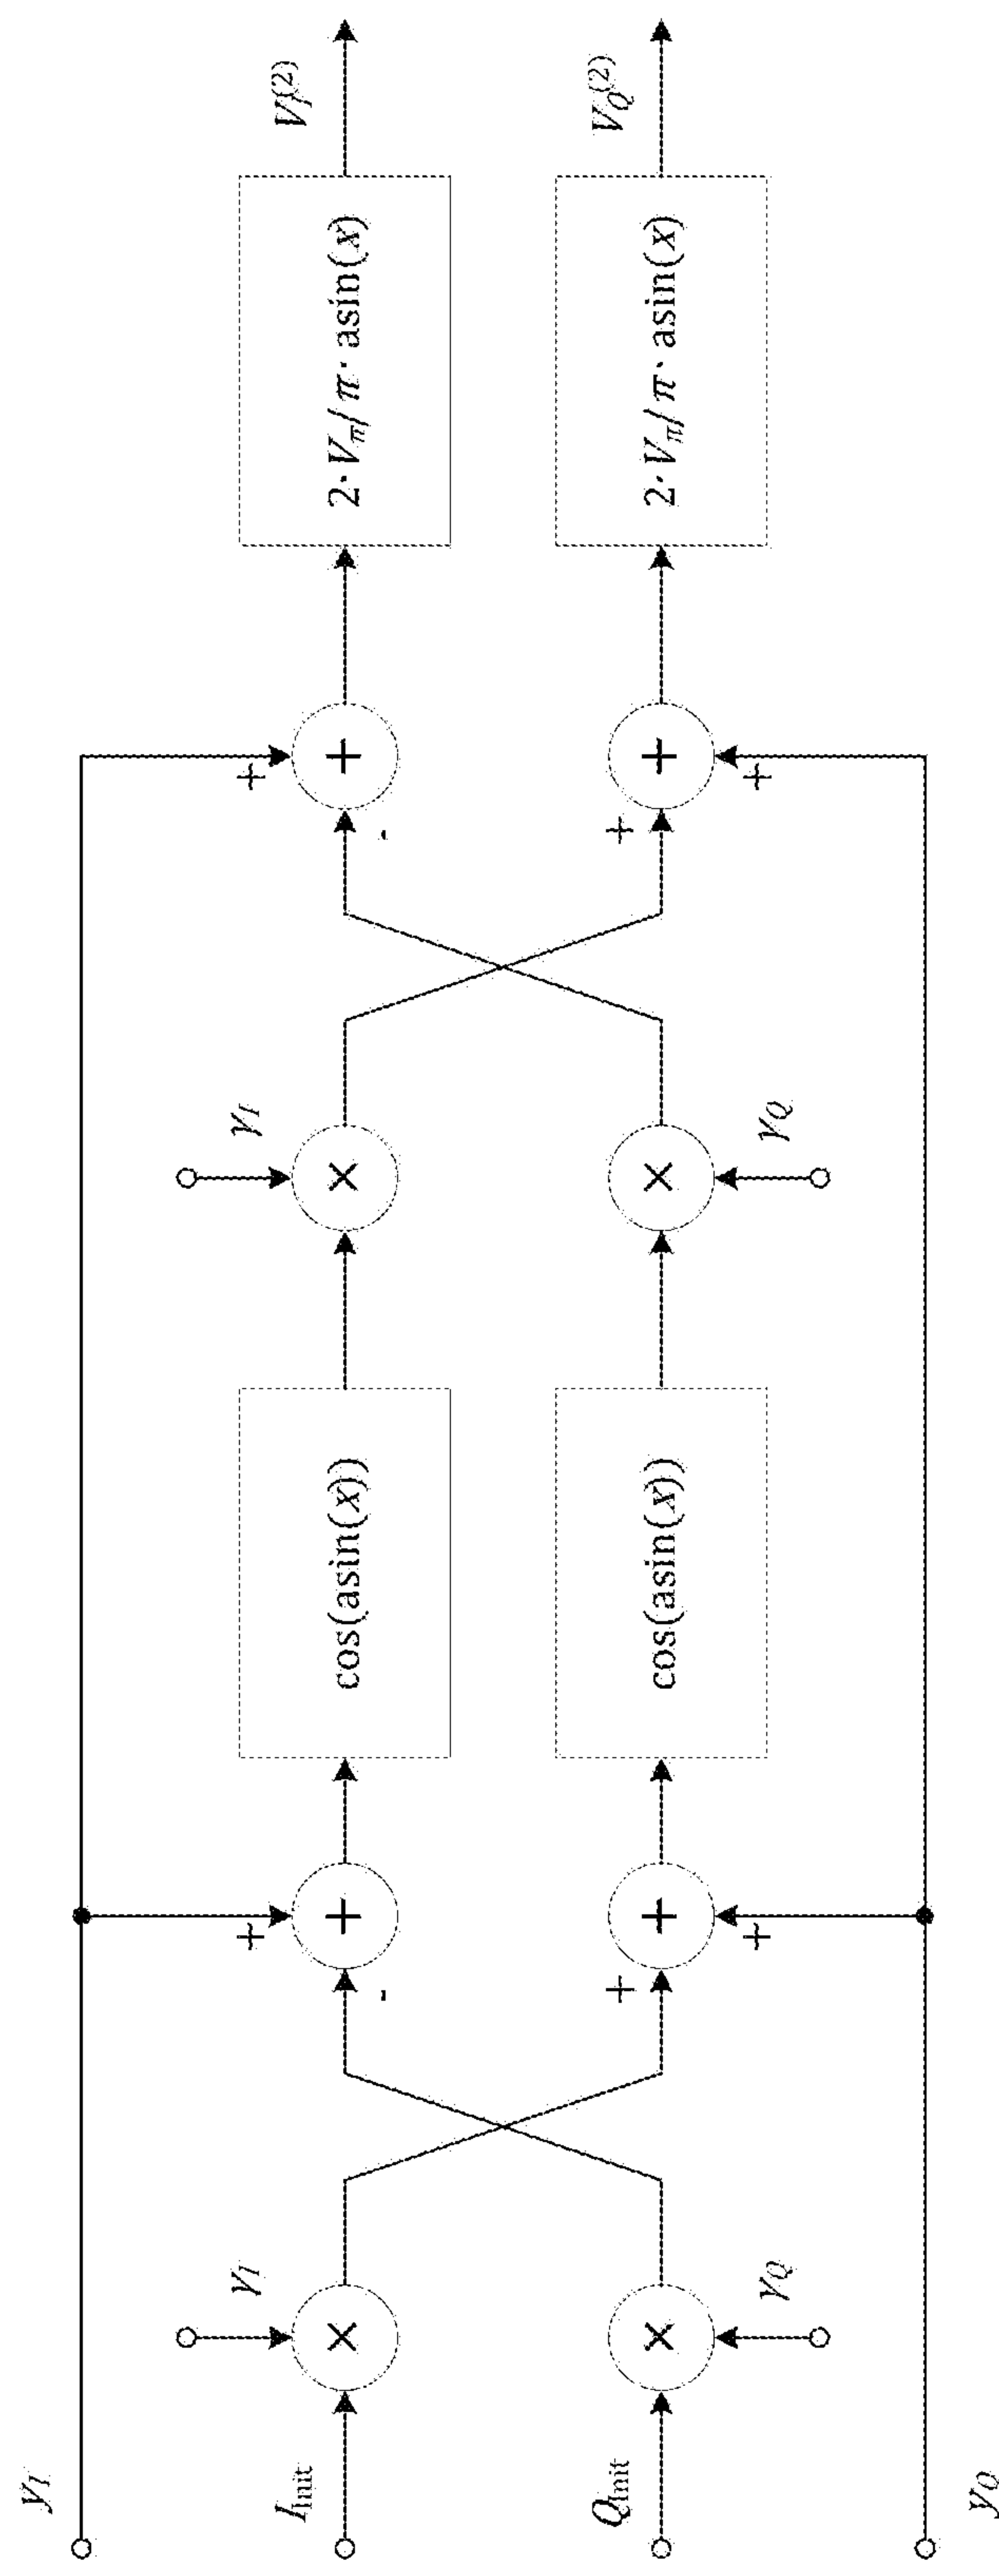 y_I
γ_I
+
γ_I
+
I_Init
V_I^(2)
×
+
cos(asin(x))
×
+
2·V_π/π·asin(x)
-
-
Q_Init
+
+
V_Q^(2)
×
+
cos(asin(x))
×
+
2·V_π/π·asin(x)
γ_Q
+
γ_Q
+
y_Q